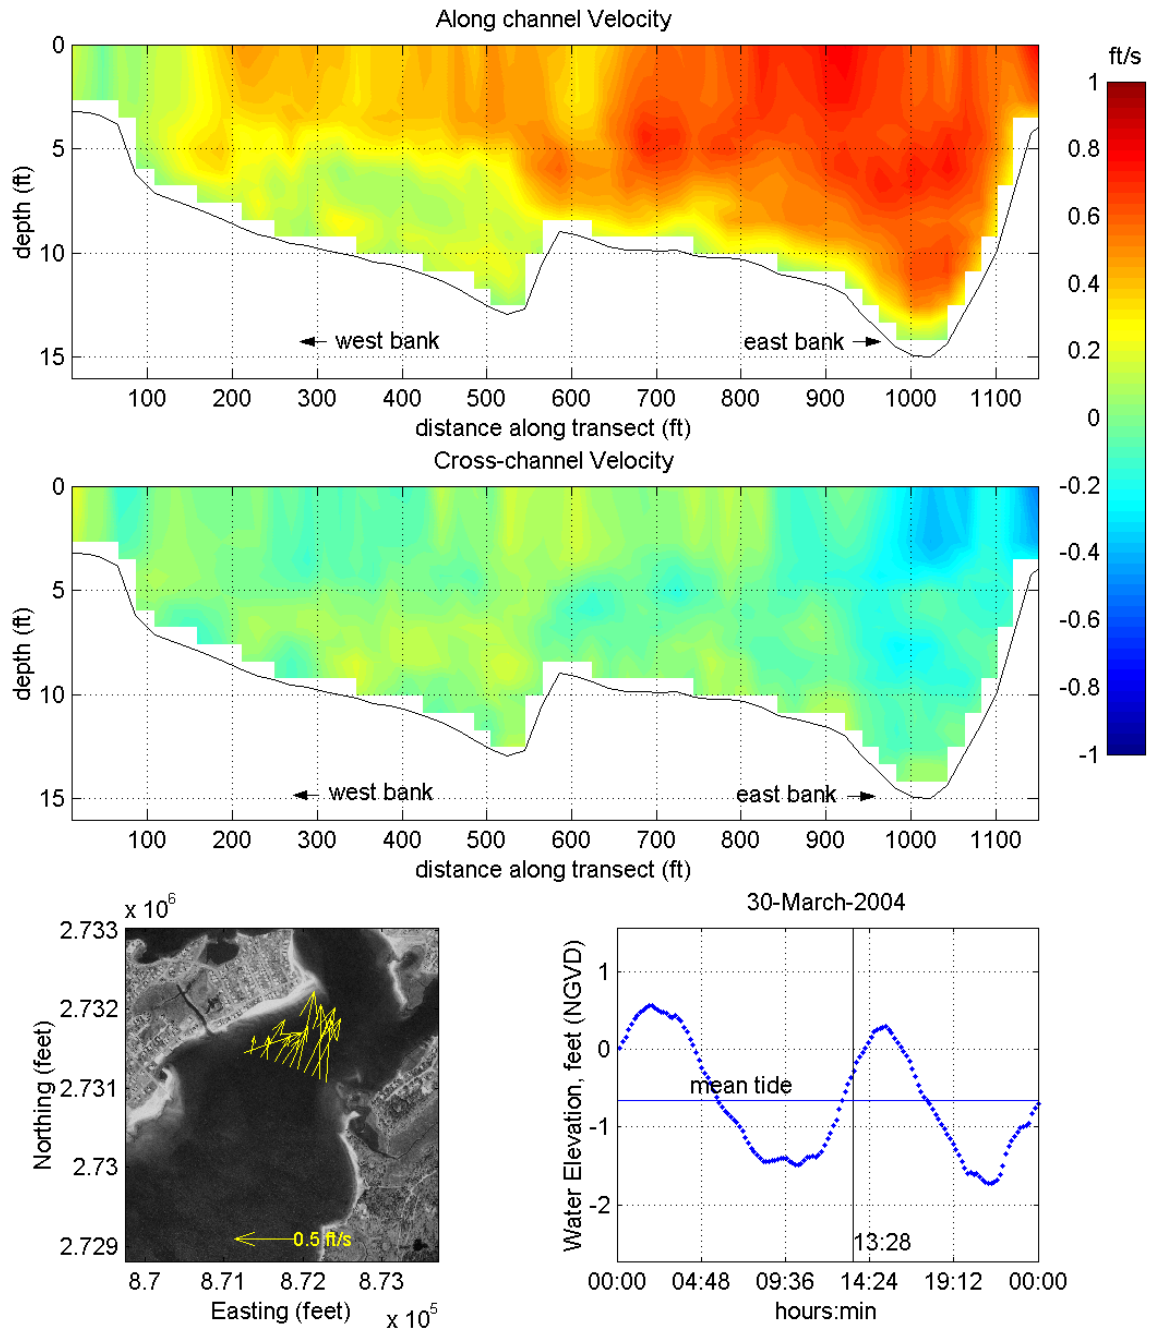 Along channel Velocity
ft/s
0
5
10
15
depth (ft)
west bank
east bank
100 200 300 400 500 600 700 800 900 1000 1100
distance along transect (ft)
1
0.8
0.6
0.4
0.2
0
-0.2
-0.4
-0.6
-0.8
-1
Cross-channel Velocity
0
5
10
15
depth (ft)
west bank
east bank
100 200 300 400 500 600 700 800 900 1000 1100
distance along transect (ft)
x 10^6
2.733
2.732
2.731
2.73
2.729
Northing (feet)
0.5 ft/s
8.7 8.71 8.72 8.73
Easting (feet)
x 10^5
30-March-2004
1
0
-1
-2
Water Elevation, feet (NGVD)
mean tide
13:28
00:00 04:48 09:36 14:24 19:12 00:00
hours:min